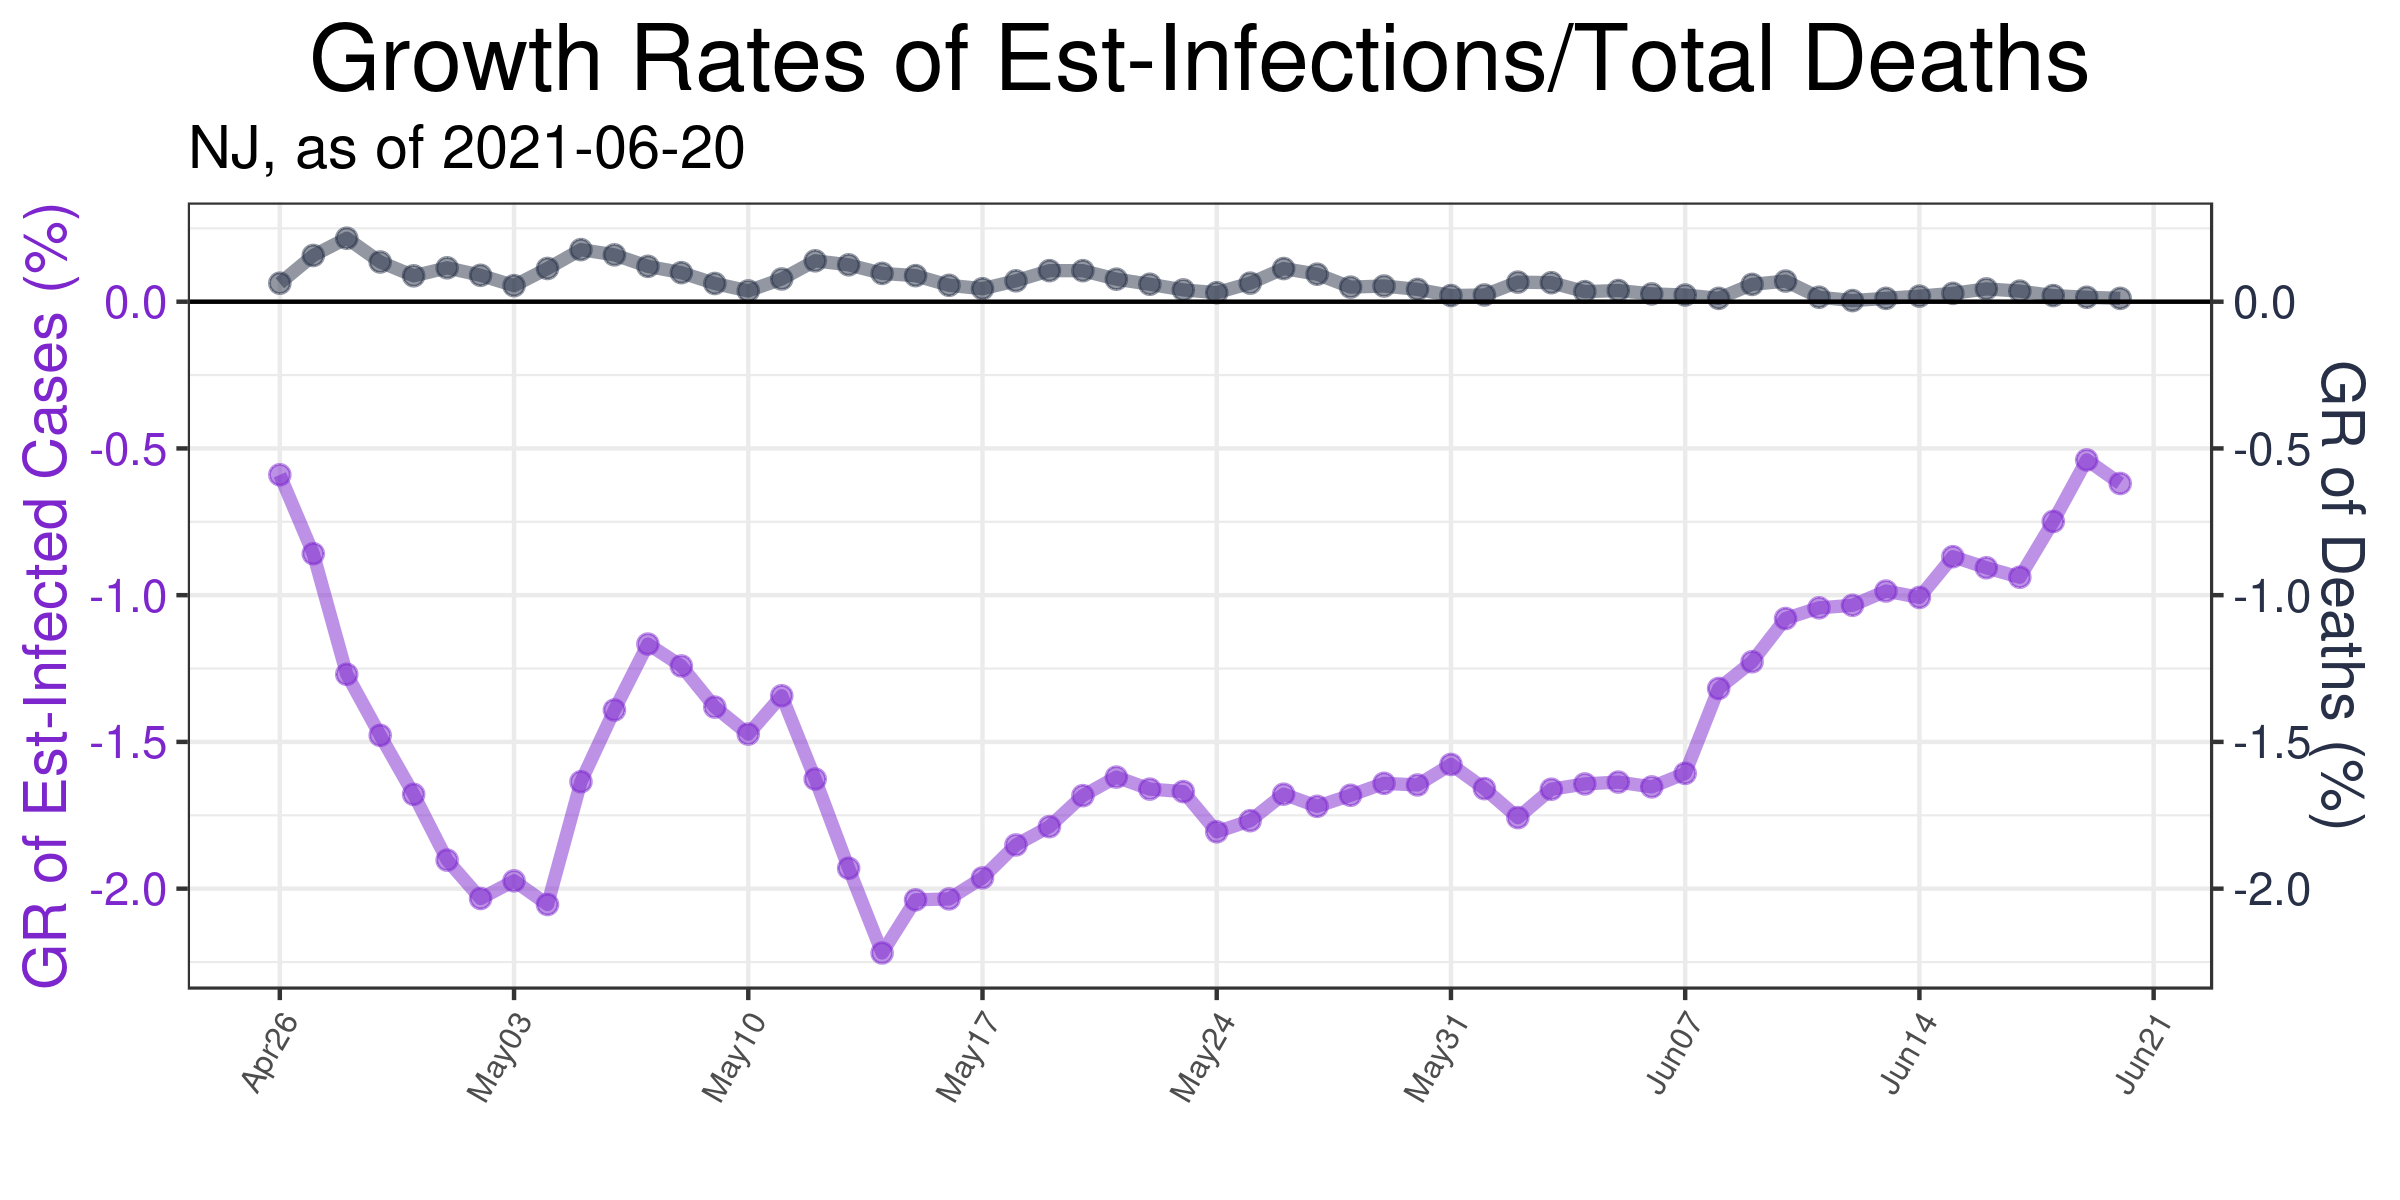 Growth Rates of Est-Infections/Total Deaths
NJ, as of 2021-06-20
GR of Est-Infected Cases (%)
0.0
-0.5
-1.0
-1.5
-2.0
0.0
-0.5
-1.0
-1.5
-2.0
GR of Deaths (%)
Apr26
May03
May10
May17
May24
May31
Jun07
Jun14
Jun21